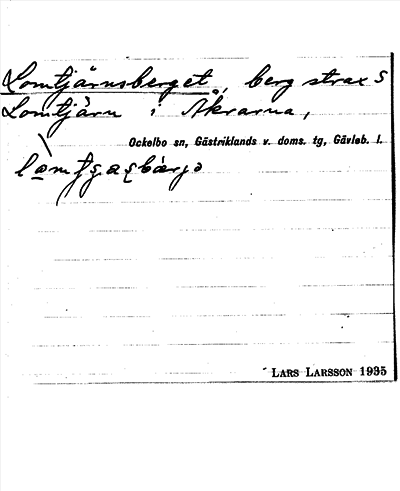 Lomtjärnsberget, berg strax S
Lomtjärn i Åkrarna,
Ockelbo sn, Gästriklands v. doms. tg, Gävleb. l.
LARS LARSSON 1935